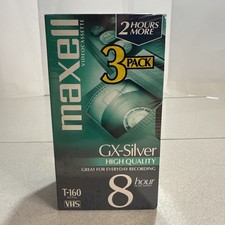 2 HOURS
MORE
maxell
VIDEOCASSETTE
3 PACK
GX-Silver
HIGH QUALITY
GREAT FOR EVERYDAY RECORDING
T-160
VHS
8 hour